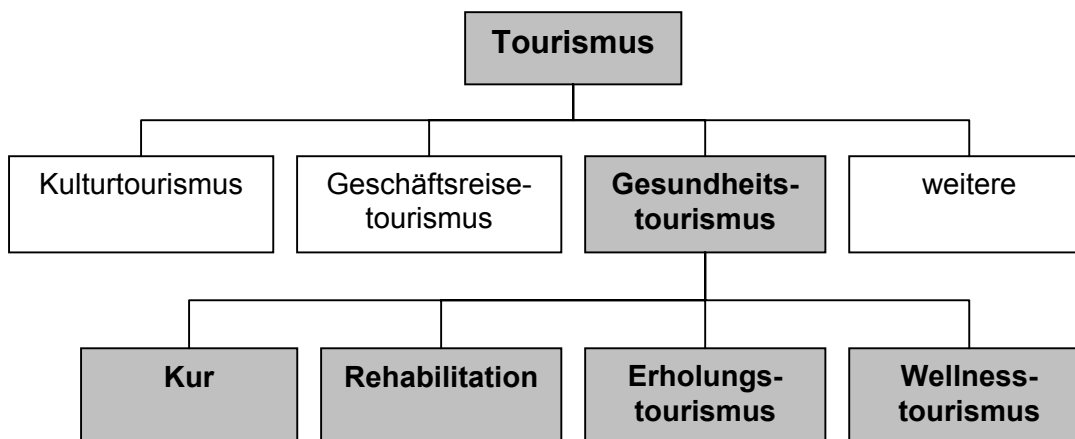 Tourismus
Kulturtourismus
Geschäftsreise-
tourismus
Gesundheits-
tourismus
weitere
Kur
Rehabilitation
Erholungs-
tourismus
Wellness-
tourismus